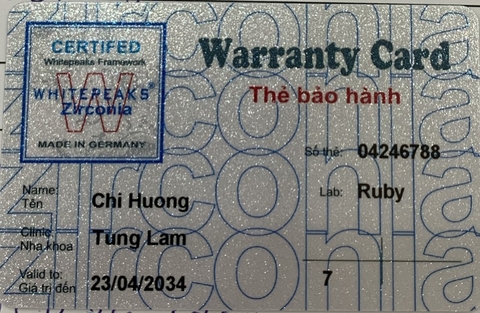 CERTIFED
Whitepeaks Framework
WHITEPEAKS®
Zirconia
W
MADE IN GERMANY
Warranty Card
Thẻ bảo hành
Số thẻ: 04246788
Lab: Ruby
Name:
Tên
Chi Huong
Clinic
Nha khoa
Tung Lam
Valid to:
Giá trị đến
23/04/2034
7
Zirconia